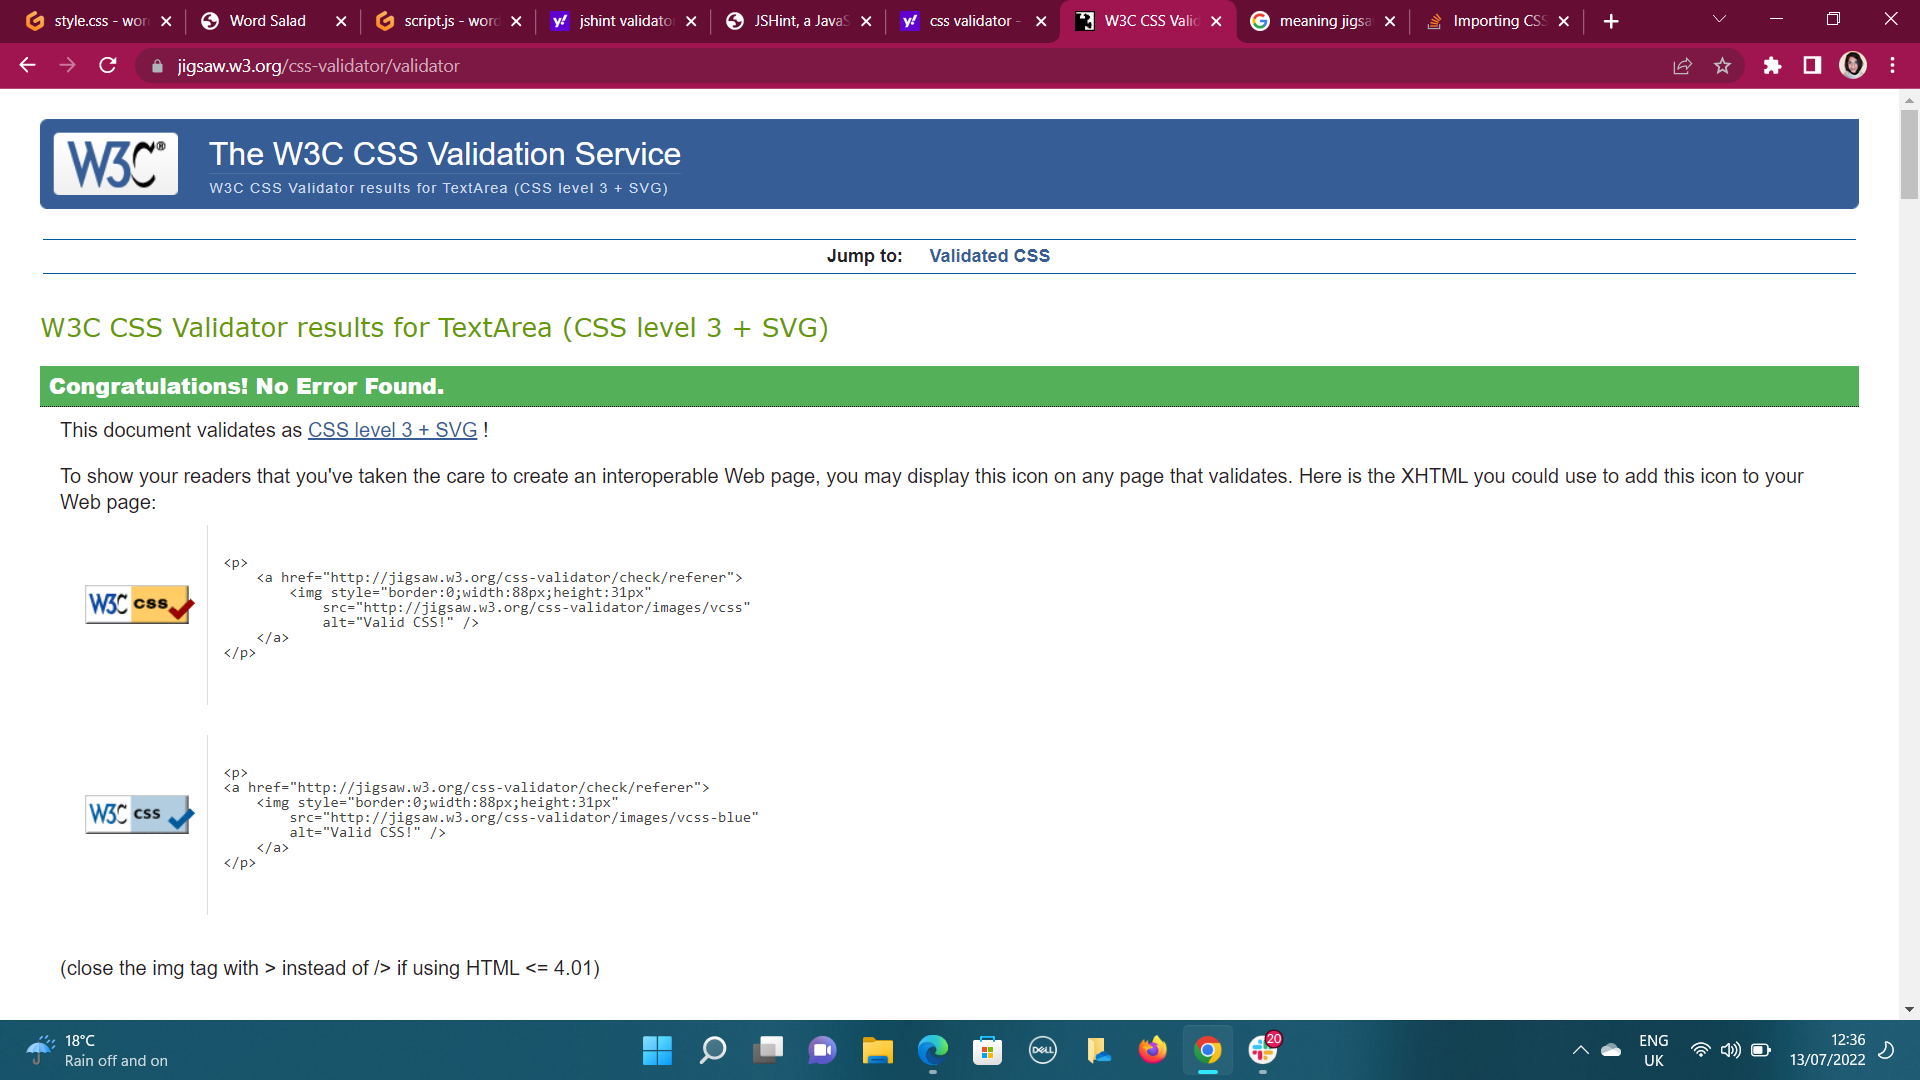 style.css - wor
Word Salad
script.js - word
jshint validator
JSHint, a JavaS
css validator -
W3C CSS Valid
meaning jigsa
Importing CSS
jigsaw.w3.org/css-validator/validator
W3C®
The W3C CSS Validation Service
W3C CSS Validator results for TextArea (CSS level 3 + SVG)
Jump to: Validated CSS
W3C CSS Validator results for TextArea (CSS level 3 + SVG)
Congratulations! No Error Found.
This document validates as CSS level 3 + SVG !
To show your readers that you've taken the care to create an interoperable Web page, you may display this icon on any page that validates. Here is the XHTML you could use to add this icon to your
Web page:
W3C css
<p>
<a href="http://jigsaw.w3.org/css-validator/check/referer">
<img style="border:0;width:88px;height:31px"
src="http://jigsaw.w3.org/css-validator/images/vcss"
alt="Valid CSS!" />
</a>
</p>
W3C css
<p>
<a href="http://jigsaw.w3.org/css-validator/check/referer">
<img style="border:0;width:88px;height:31px"
src="http://jigsaw.w3.org/css-validator/images/vcss-blue"
alt="Valid CSS!" />
</a>
</p>
(close the img tag with > instead of /> if using HTML <= 4.01)
18°C
Rain off and on
DELL
20
ENG
UK
12:36
13/07/2022